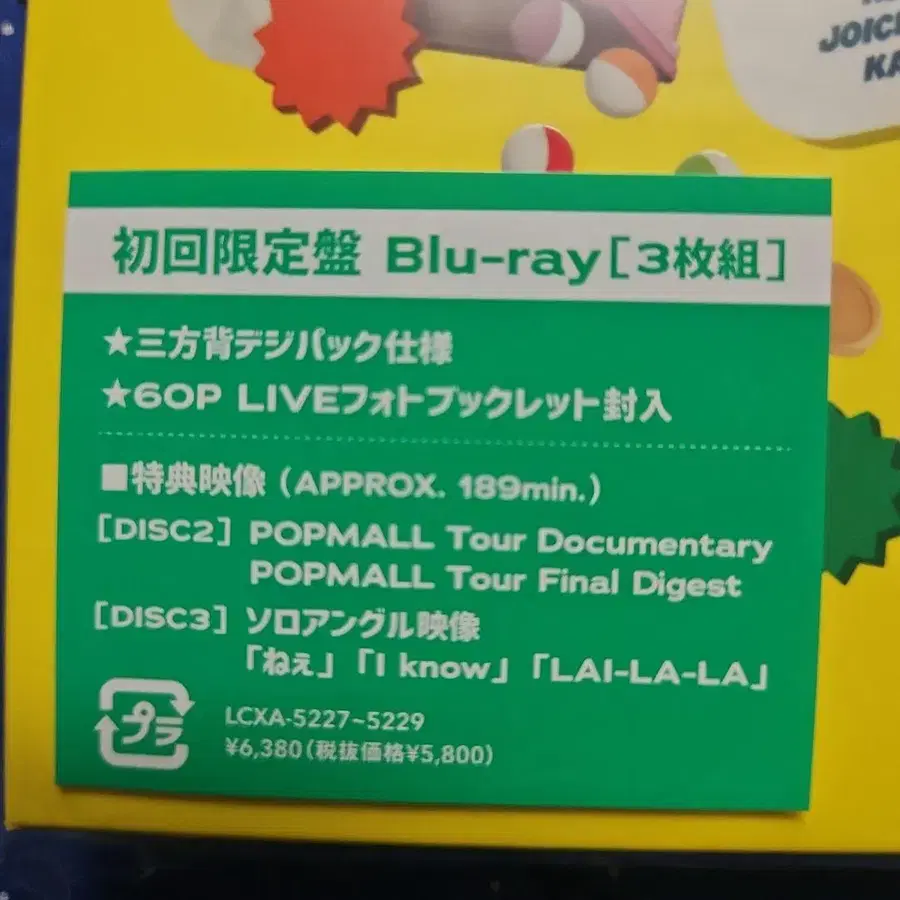 初回限定盤 Blu-ray[3枚組]
★三方背デジパック仕様
★60P LIVEフォトブックレット封入
■特典映像 (APPROX. 189min.)
[DISC2] POPMALL Tour Documentary
POPMALL Tour Final Digest
[DISC3] ソロアングル映像
「ねぇ」「I know」「LAI-LA-LA」
プラ
LCXA-5227~5229
¥6,380(税抜価格¥5,800)